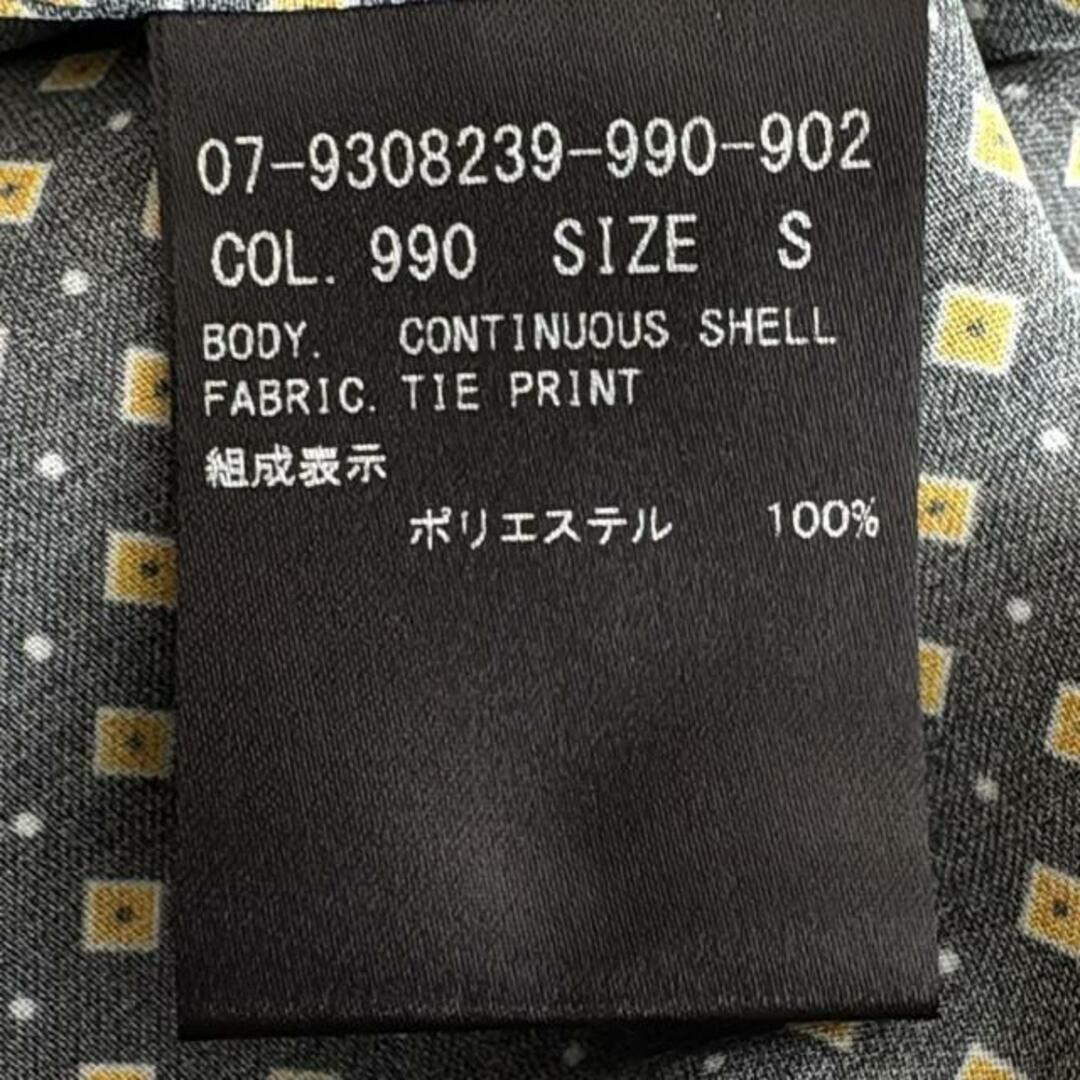 07-9308239-990-902
COL. 990 SIZE S
BODY. CONTINUOUS SHELL
FABRIC. TIE PRINT
組成表示
ポリエステル 100%